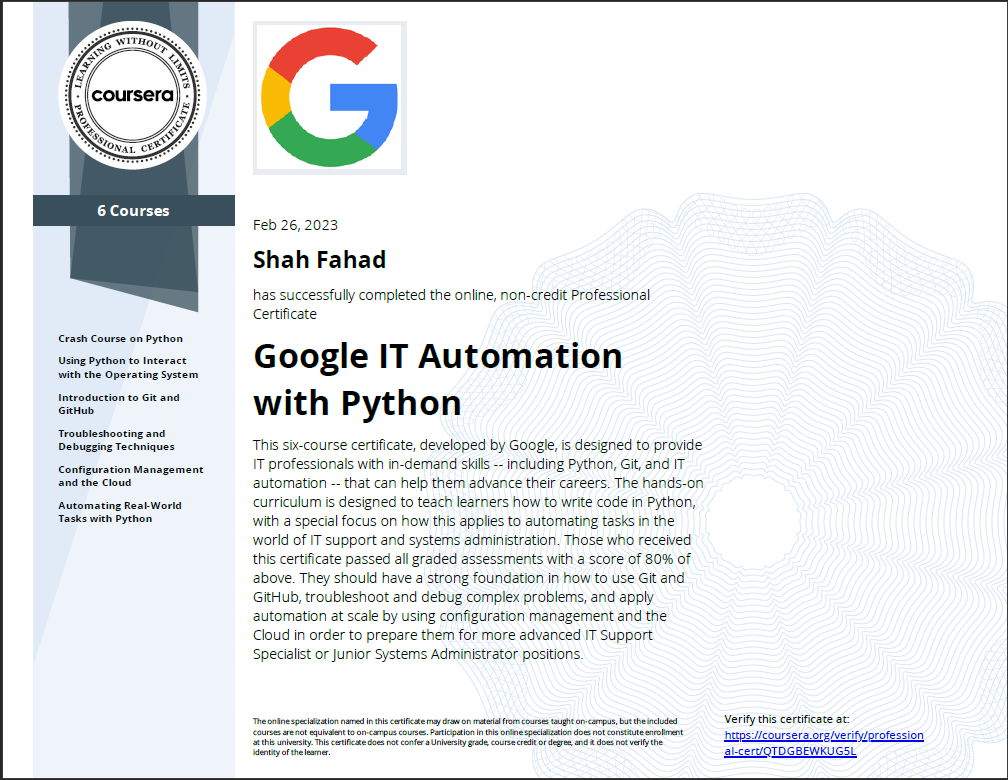 LEARNING WITHOUT LIMITS
coursera
PROFESSIONAL CERTIFICATE
6 Courses
Crash Course on Python
Using Python to Interact
with the Operating System
Introduction to Git and
GitHub
Troubleshooting and
Debugging Techniques
Configuration Management
and the Cloud
Automating Real-World
Tasks with Python
G
Feb 26, 2023
Shah Fahad
has successfully completed the online, non-credit Professional
Certificate
Google IT Automation
with Python
This six-course certificate, developed by Google, is designed to provide
IT professionals with in-demand skills -- including Python, Git, and IT
automation -- that can help them advance their careers. The hands-on
curriculum is designed to teach learners how to write code in Python,
with a special focus on how this applies to automating tasks in the
world of IT support and systems administration. Those who received
this certificate passed all graded assessments with a score of 80% of
above. They should have a strong foundation in how to use Git and
GitHub, troubleshoot and debug complex problems, and apply
automation at scale by using configuration management and the
Cloud in order to prepare them for more advanced IT Support
Specialist or Junior Systems Administrator positions.
The online specialization named in this certificate may draw on material from courses taught on-campus, but the included
courses are not equivalent to on-campus courses. Participation in this online specialization does not constitute enrollment
at this university. This certificate does not confer a University grade, course credit or degree, and it does not verify the
identity of the learner.
Verify this certificate at:
https://coursera.org/verify/profession
al-cert/QTDGBEWKUG5L